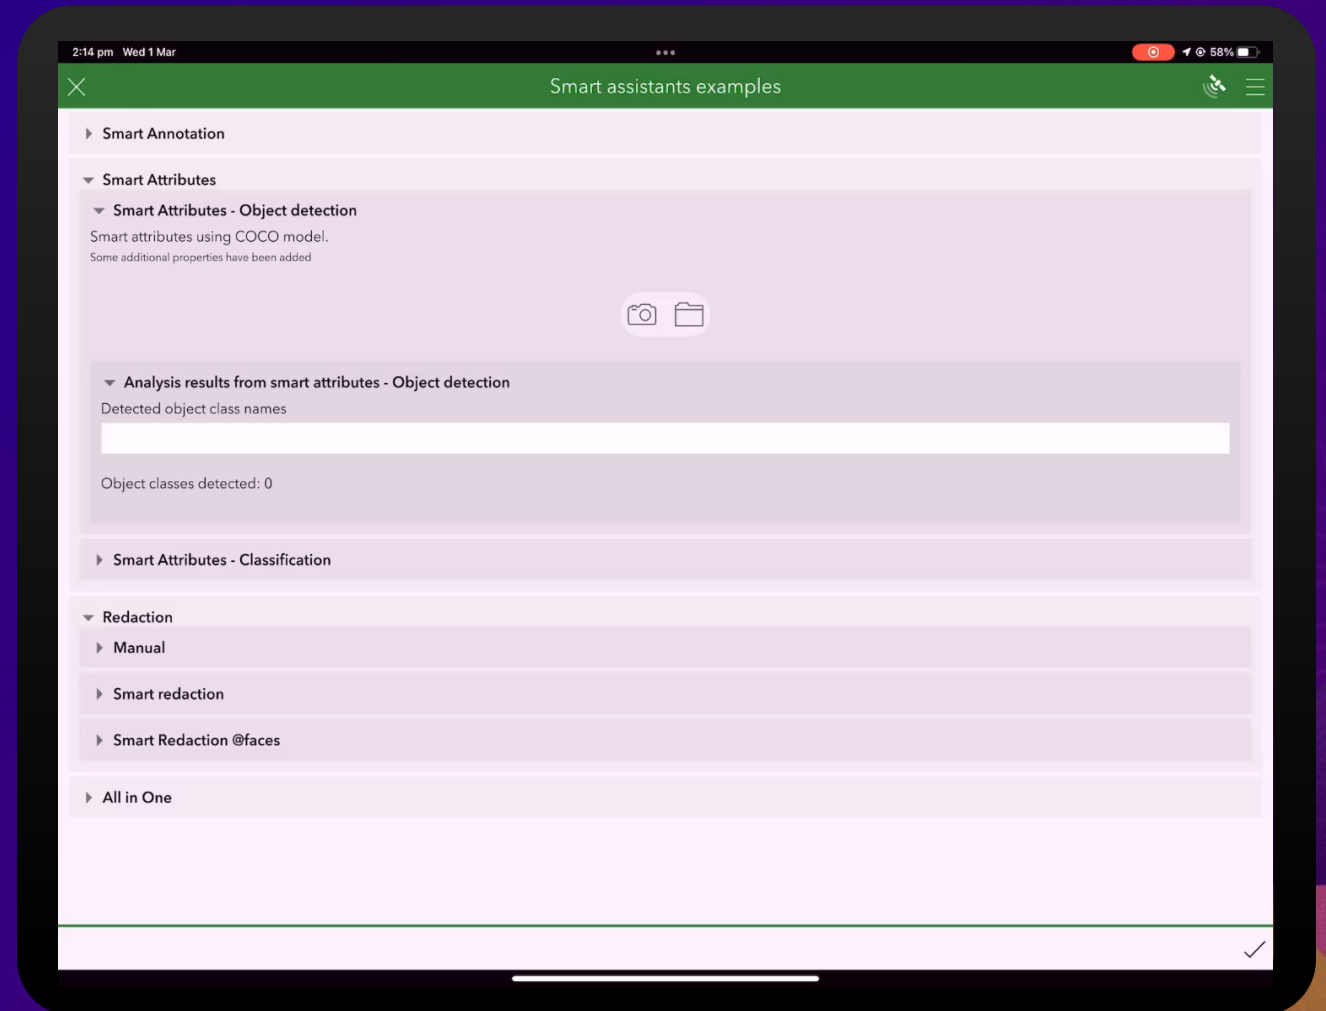 2:14 pm Wed 1 Mar
58%
Smart assistants examples
Smart Annotation
Smart Attributes
Smart Attributes - Object detection
Smart attributes using COCO model.
Some additional properties have been added
Analysis results from smart attributes - Object detection
Detected object class names
Object classes detected: 0
Smart Attributes - Classification
Redaction
Manual
Smart redaction
Smart Redaction @faces
All in One